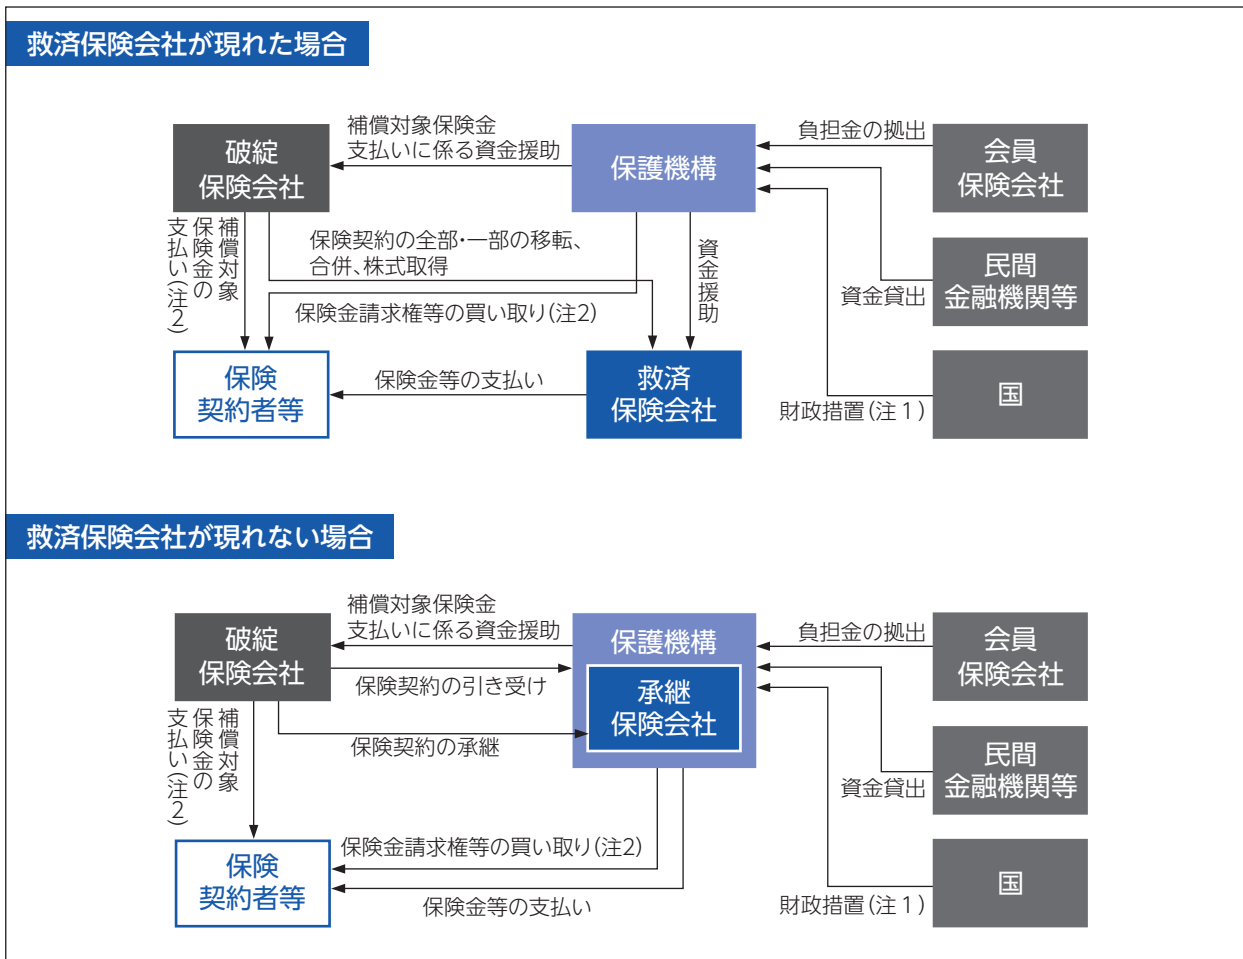 救済保険会社が現れた場合
補償対象保険金
支払いに係る資金援助
負担金の拠出
破綻
保険会社
保護機構
会員
保険会社
補償対象
保険金の
支払い(注2)
保険契約の全部・一部の移転、
合併、株式取得
資金援助
民間
金融機関等
資金貸出
保険金請求権等の買い取り(注2)
保険
契約者等
保険金等の支払い
救済
保険会社
国
財政措置(注1)
救済保険会社が現れない場合
補償対象保険金
支払いに係る資金援助
負担金の拠出
破綻
保険会社
保護機構
会員
保険会社
保険契約の引き受け
承継
保険会社
補償対象
保険金の
支払い(注2)
保険契約の承継
民間
金融機関等
資金貸出
保険金請求権等の買い取り(注2)
保険
契約者等
国
保険金等の支払い
財政措置(注1)